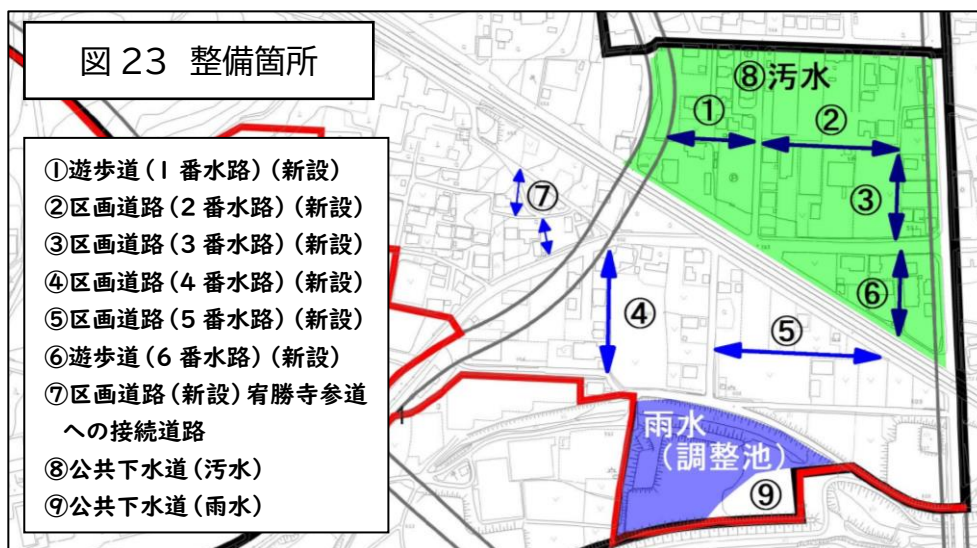 図23 整備箇所
①遊歩道(1番水路)(新設)
②区画道路(2番水路)(新設)
③区画道路(3番水路)(新設)
④区画道路(4番水路)(新設)
⑤区画道路(5番水路)(新設)
⑥遊歩道(6番水路)(新設)
⑦区画道路(新設)宥勝寺参道
への接続道路
⑧公共下水道(汚水)
⑨公共下水道(雨水)
⑧汚水
①
②
③
⑦
⑥
④
⑤
雨水
(調整池)
⑨